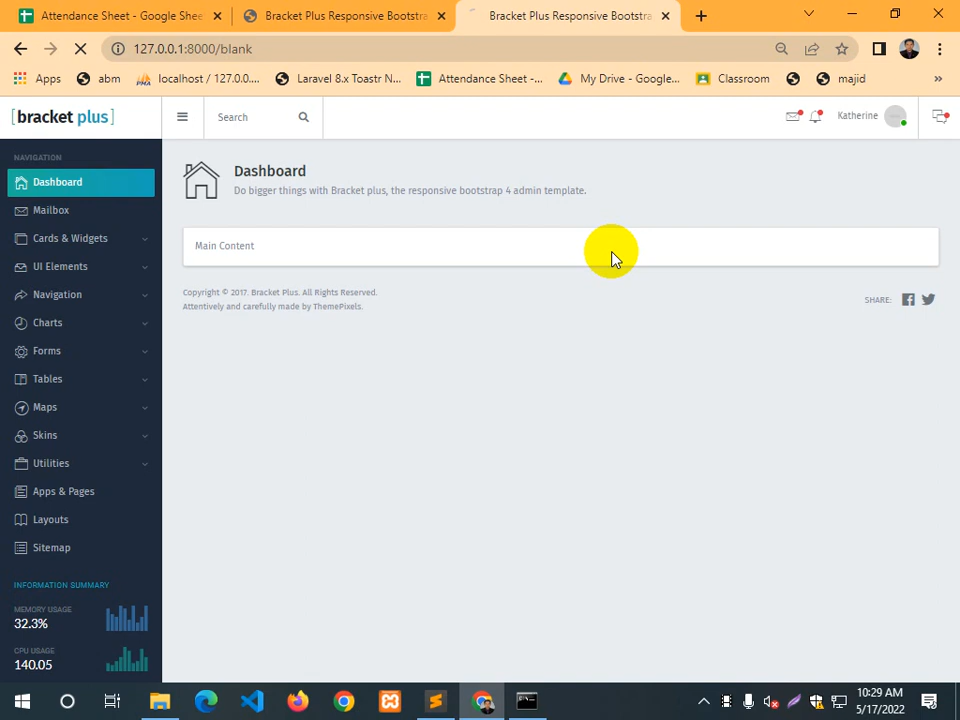 Attendance Sheet - Google Shee
Bracket Plus Responsive Bootstra
Bracket Plus Responsive Bootstra
127.0.0.1:8000/blank
Apps
abm
localhost / 127.0.0....
Laravel 8.x Toastr N...
Attendance Sheet -...
My Drive - Google...
Classroom
majid
»
[bracket plus]
Search
Katherine
NAVIGATION
Dashboard
Mailbox
Cards & Widgets
UI Elements
Navigation
Charts
Forms
Tables
Maps
Skins
Utilities
Apps & Pages
Layouts
Sitemap
INFORMATION SUMMARY
MEMORY USAGE
32.3%
CPU USAGE
140.05
Dashboard
Do bigger things with Bracket plus, the responsive bootstrap 4 admin template.
Main Content
Copyright © 2017. Bracket Plus. All Rights Reserved.
Attentively and carefully made by ThemePixels.
SHARE:
10:29 AM
5/17/2022